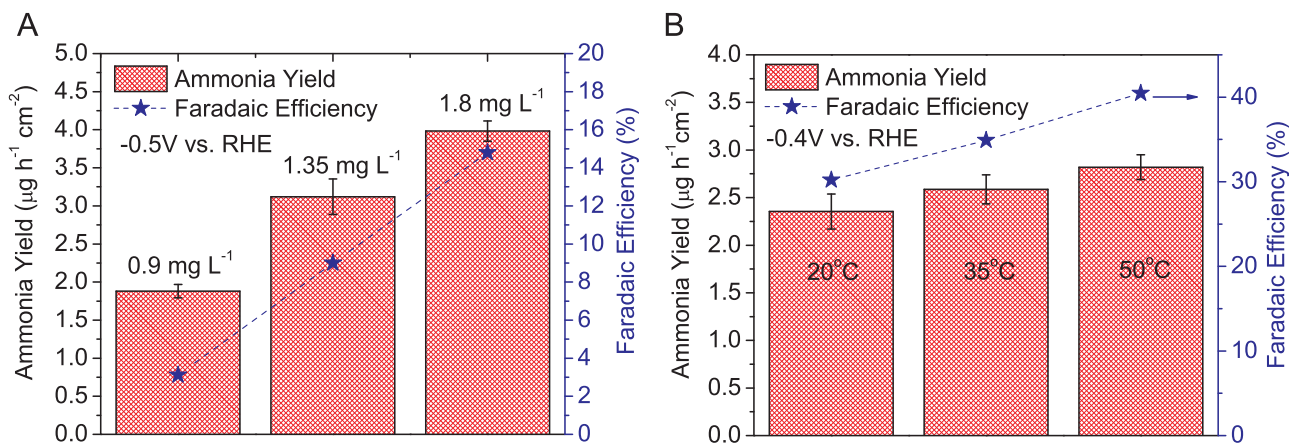 A
Ammonia Yield (μg h⁻¹ cm⁻²)
5.0
4.5
4.0
3.5
3.0
2.5
2.0
1.5
1.0
0.5
0.0
Ammonia Yield
Faradaic Efficiency
-0.5V vs. RHE
0.9 mg L⁻¹
1.35 mg L⁻¹
1.8 mg L⁻¹
20
18
16
14
12
10
8
6
4
2
0
Faradaic Efficiency (%)
B
Ammonia Yield (μg h⁻¹ cm⁻²)
4.0
3.5
3.0
2.5
2.0
1.5
1.0
0.5
0.0
Ammonia Yield
Faradaic Efficiency
-0.4V vs. RHE
20°C
35°C
50°C
40
30
20
10
0
Faradaic Efficiency (%)